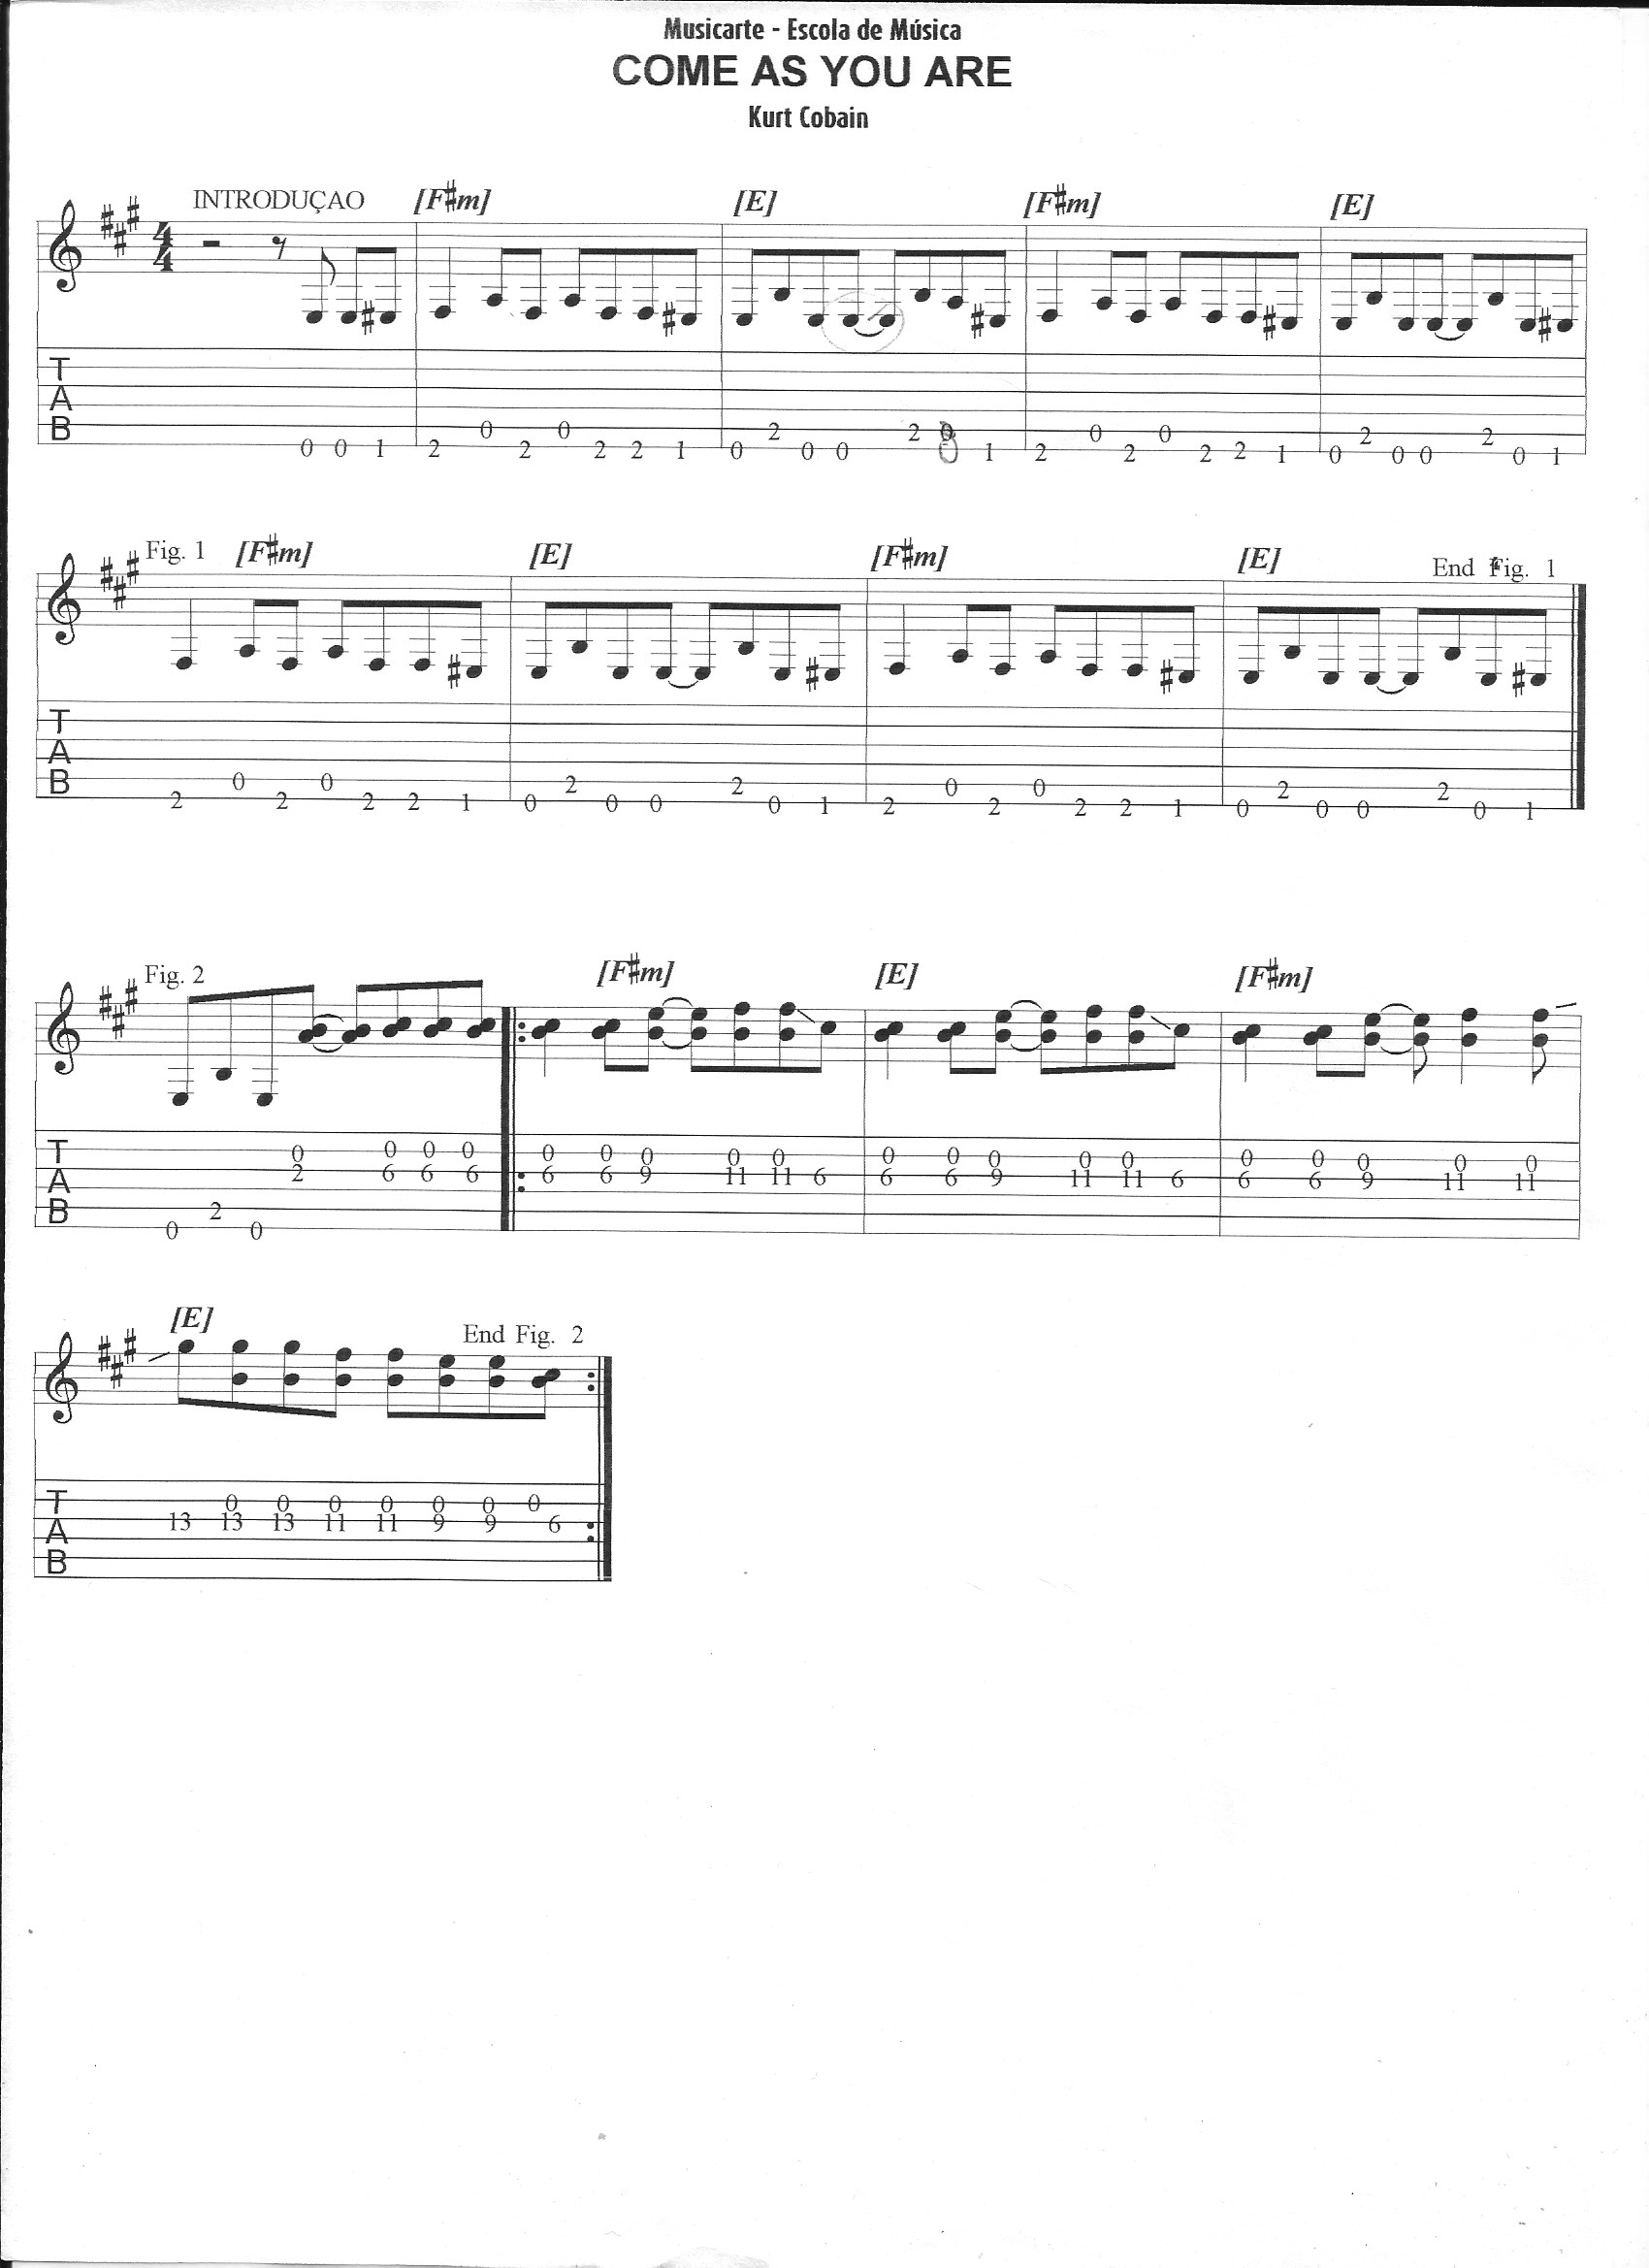 Musicarte - Escola de Música
COME AS YOU ARE
Kurt Cobain
INTRODUÇAO [F#m] [E] [F#m] [E]
4
4
T
A
B
0 0 1 2 0 2 0 2 2 1 0 2 0 0 2 0 1 2 0 2 0 2 2 1 0 2 0 0 2 0 1
Fig. 1 [F#m] [E] [F#m] [E] End Fig. 1
T
A
B
2 0 2 0 2 2 1 0 2 0 0 2 0 1 2 0 2 0 2 2 1 0 2 0 0 2 0 1
Fig. 2 [F#m] [E] [F#m]
T
A
B
0 0 0 0 0 0 0 0 0 0 0 0 0 0 0 0 0 0 0
2 6 6 6 6 6 9 11 11 6 6 6 9 11 11 6 6 6 9 11 11
0 2 0
[E] End Fig. 2
T
A
B
0 0 0 0 0 0 0
13 13 13 11 11 9 9 6